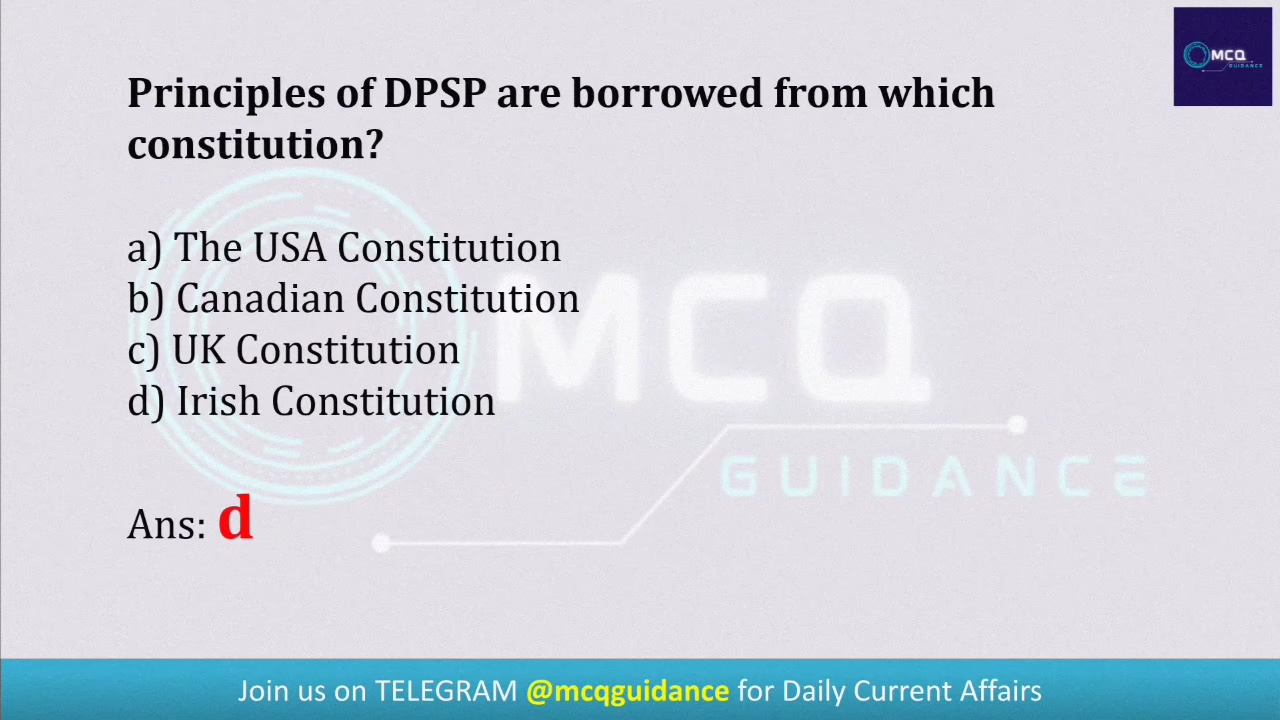 MCQ
GUIDANCE
Principles of DPSP are borrowed from which
constitution?
a) The USA Constitution
b) Canadian Constitution
c) UK Constitution
d) Irish Constitution
MCQ
GUIDANCE
Ans: d
Join us on TELEGRAM @mcqguidance for Daily Current Affairs